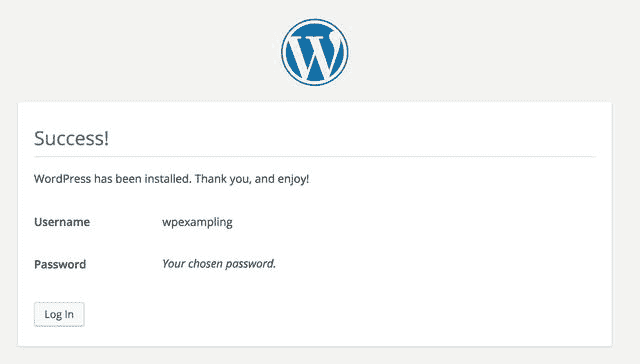 Success!
WordPress has been installed. Thank you, and enjoy!
Username wpexampling
Password Your chosen password.
Log In